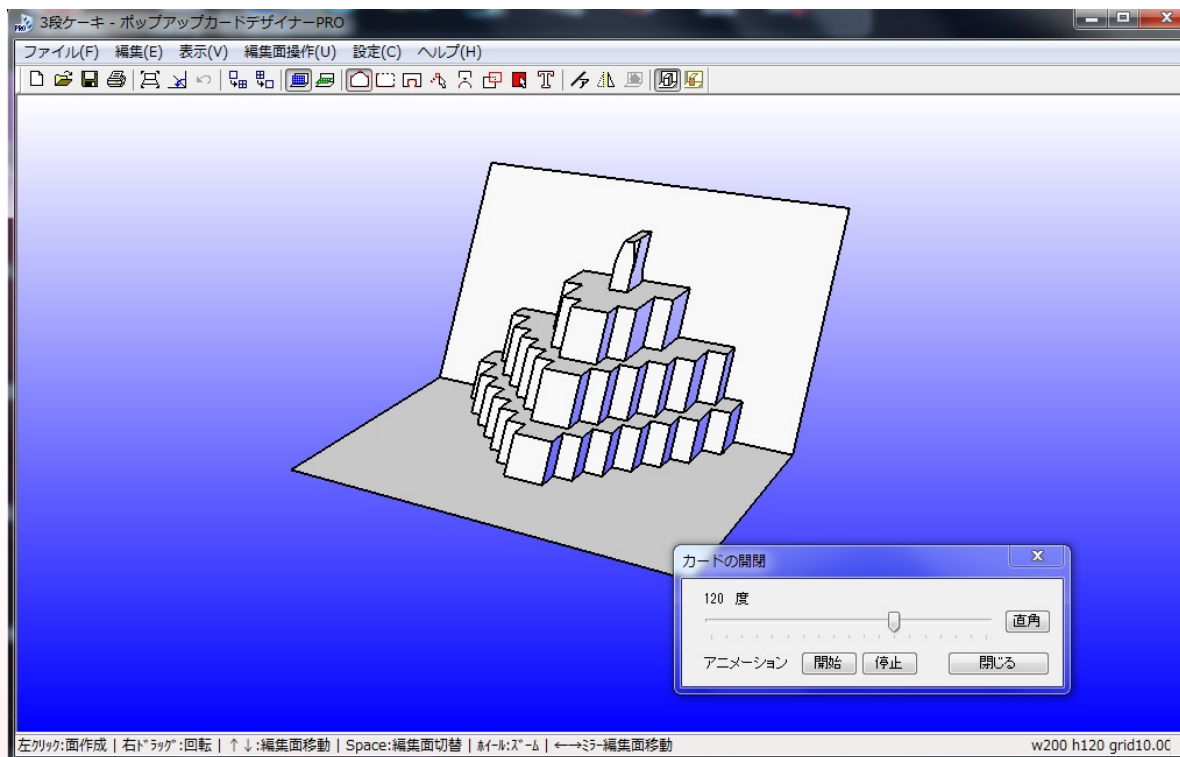 3段ケーキ - ポップアップカードデザイナーPRO
ファイル(F) 編集(E) 表示(V) 編集面操作(U) 設定(C) ヘルプ(H)
カードの開閉
120 度
直角
アニメーション 開始 停止 閉じる
左クリック:面作成 | 右ドラッグ:回転 | ↑↓:編集面移動 | Space:編集面切替 | ホイール:ズーム | ←→ミラー編集面移動 w200 h120 grid10.00